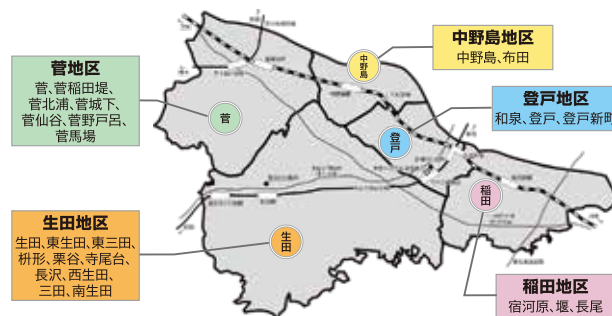 中野島地区
中野島、布田
菅地区
菅、菅稲田堤、
菅北浦、菅城下、
菅仙谷、菅野戸呂、
菅馬場
登戸地区
和泉、登戸、登戸新町
中野島
菅
登戸
稲田
生田
生田地区
生田、東生田、東三田、
枡形、栗谷、寺尾台、
長沢、西生田、
三田、南生田
稲田地区
宿河原、堰、長尾